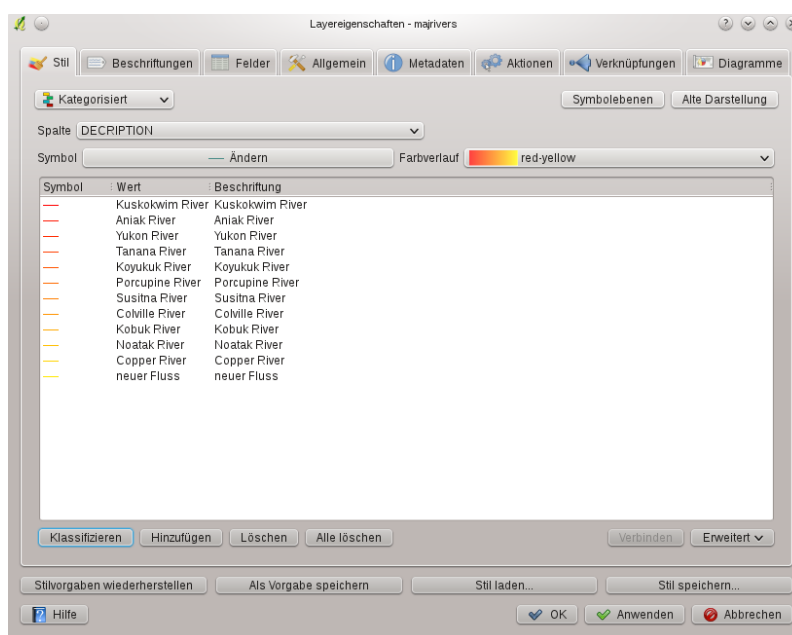 Layereigenschaften - majrivers
Stil Beschriftungen Felder Allgemein Metadaten Aktionen Verknüpfungen Diagramme
Kategorisiert Symbolebenen Alte Darstellung
Spalte DECRIPTION
Symbol Ändern Farbverlauf red-yellow
Symbol Wert Beschriftung
Kuskokwim River Kuskokwim River
Aniak River Aniak River
Yukon River Yukon River
Tanana River Tanana River
Koyukuk River Koyukuk River
Porcupine River Porcupine River
Susitna River Susitna River
Colville River Colville River
Kobuk River Kobuk River
Noatak River Noatak River
Copper River Copper River
neuer Fluss neuer Fluss
Klassifizieren Hinzufügen Löschen Alle löschen Verbinden Erweitert
Stilvorgaben wiederherstellen Als Vorgabe speichern Stil laden... Stil speichern...
Hilfe OK Anwenden Abbrechen